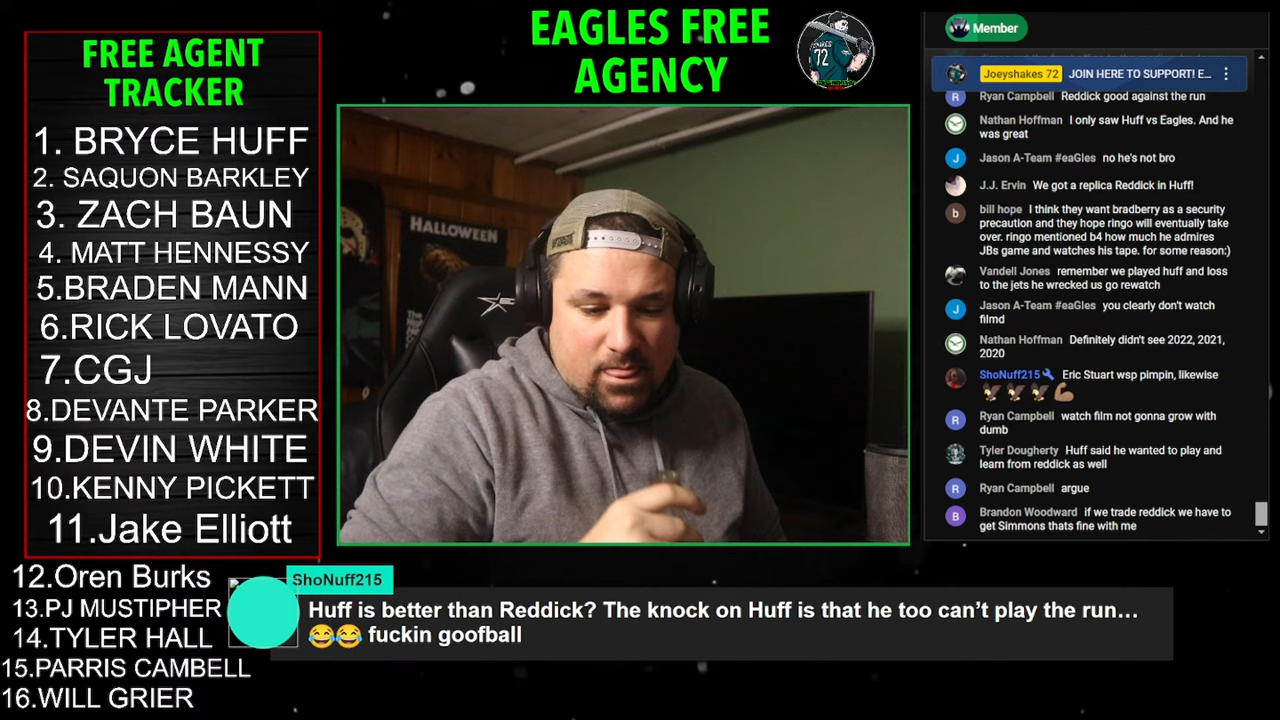 FREE AGENT
TRACKER
1. BRYCE HUFF
2. SAQUON BARKLEY
3. ZACH BAUN
4. MATT HENNESSY
5.BRADEN MANN
6.RICK LOVATO
7.CGJ
8.DEVANTE PARKER
9.DEVIN WHITE
10.KENNY PICKETT
11.Jake Elliott
12.Oren Burks
13.PJ MUSTIPHER
14.TYLER HALL
15.PARRIS CAMBELL
16.WILL GRIER
EAGLES FREE
AGENCY
72
HALLOWEEN
Member
Joeyshakes 72 JOIN HERE TO SUPPORT! E...
Ryan Campbell Reddick good against the run
Nathan Hoffman I only saw Huff vs Eagles. And he
was great
Jason A-Team #eaGles no he's not bro
J.J. Ervin We got a replica Reddick in Huff!
bill hope I think they want bradberry as a security
precaution and they hope ringo will eventually take
over. ringo mentioned b4 how much he admires
JBs game and watches his tape. for some reason:)
Vandell Jones remember we played huff and loss
to the jets he wrecked us go rewatch
Jason A-Team #eaGles you clearly don't watch
filmd
Nathan Hoffman Definitely didn't see 2022, 2021,
2020
ShoNuff215 Eric Stuart wsp pimpin, likewise
Ryan Campbell watch film not gonna grow with
dumb
Tyler Dougherty Huff said he wanted to play and
learn from reddick as well
Ryan Campbell argue
Brandon Woodward if we trade reddick we have to
get Simmons thats fine with me
ShoNuff215
Huff is better than Reddick? The knock on Huff is that he too can't play the run...
😂😂 fuckin goofball